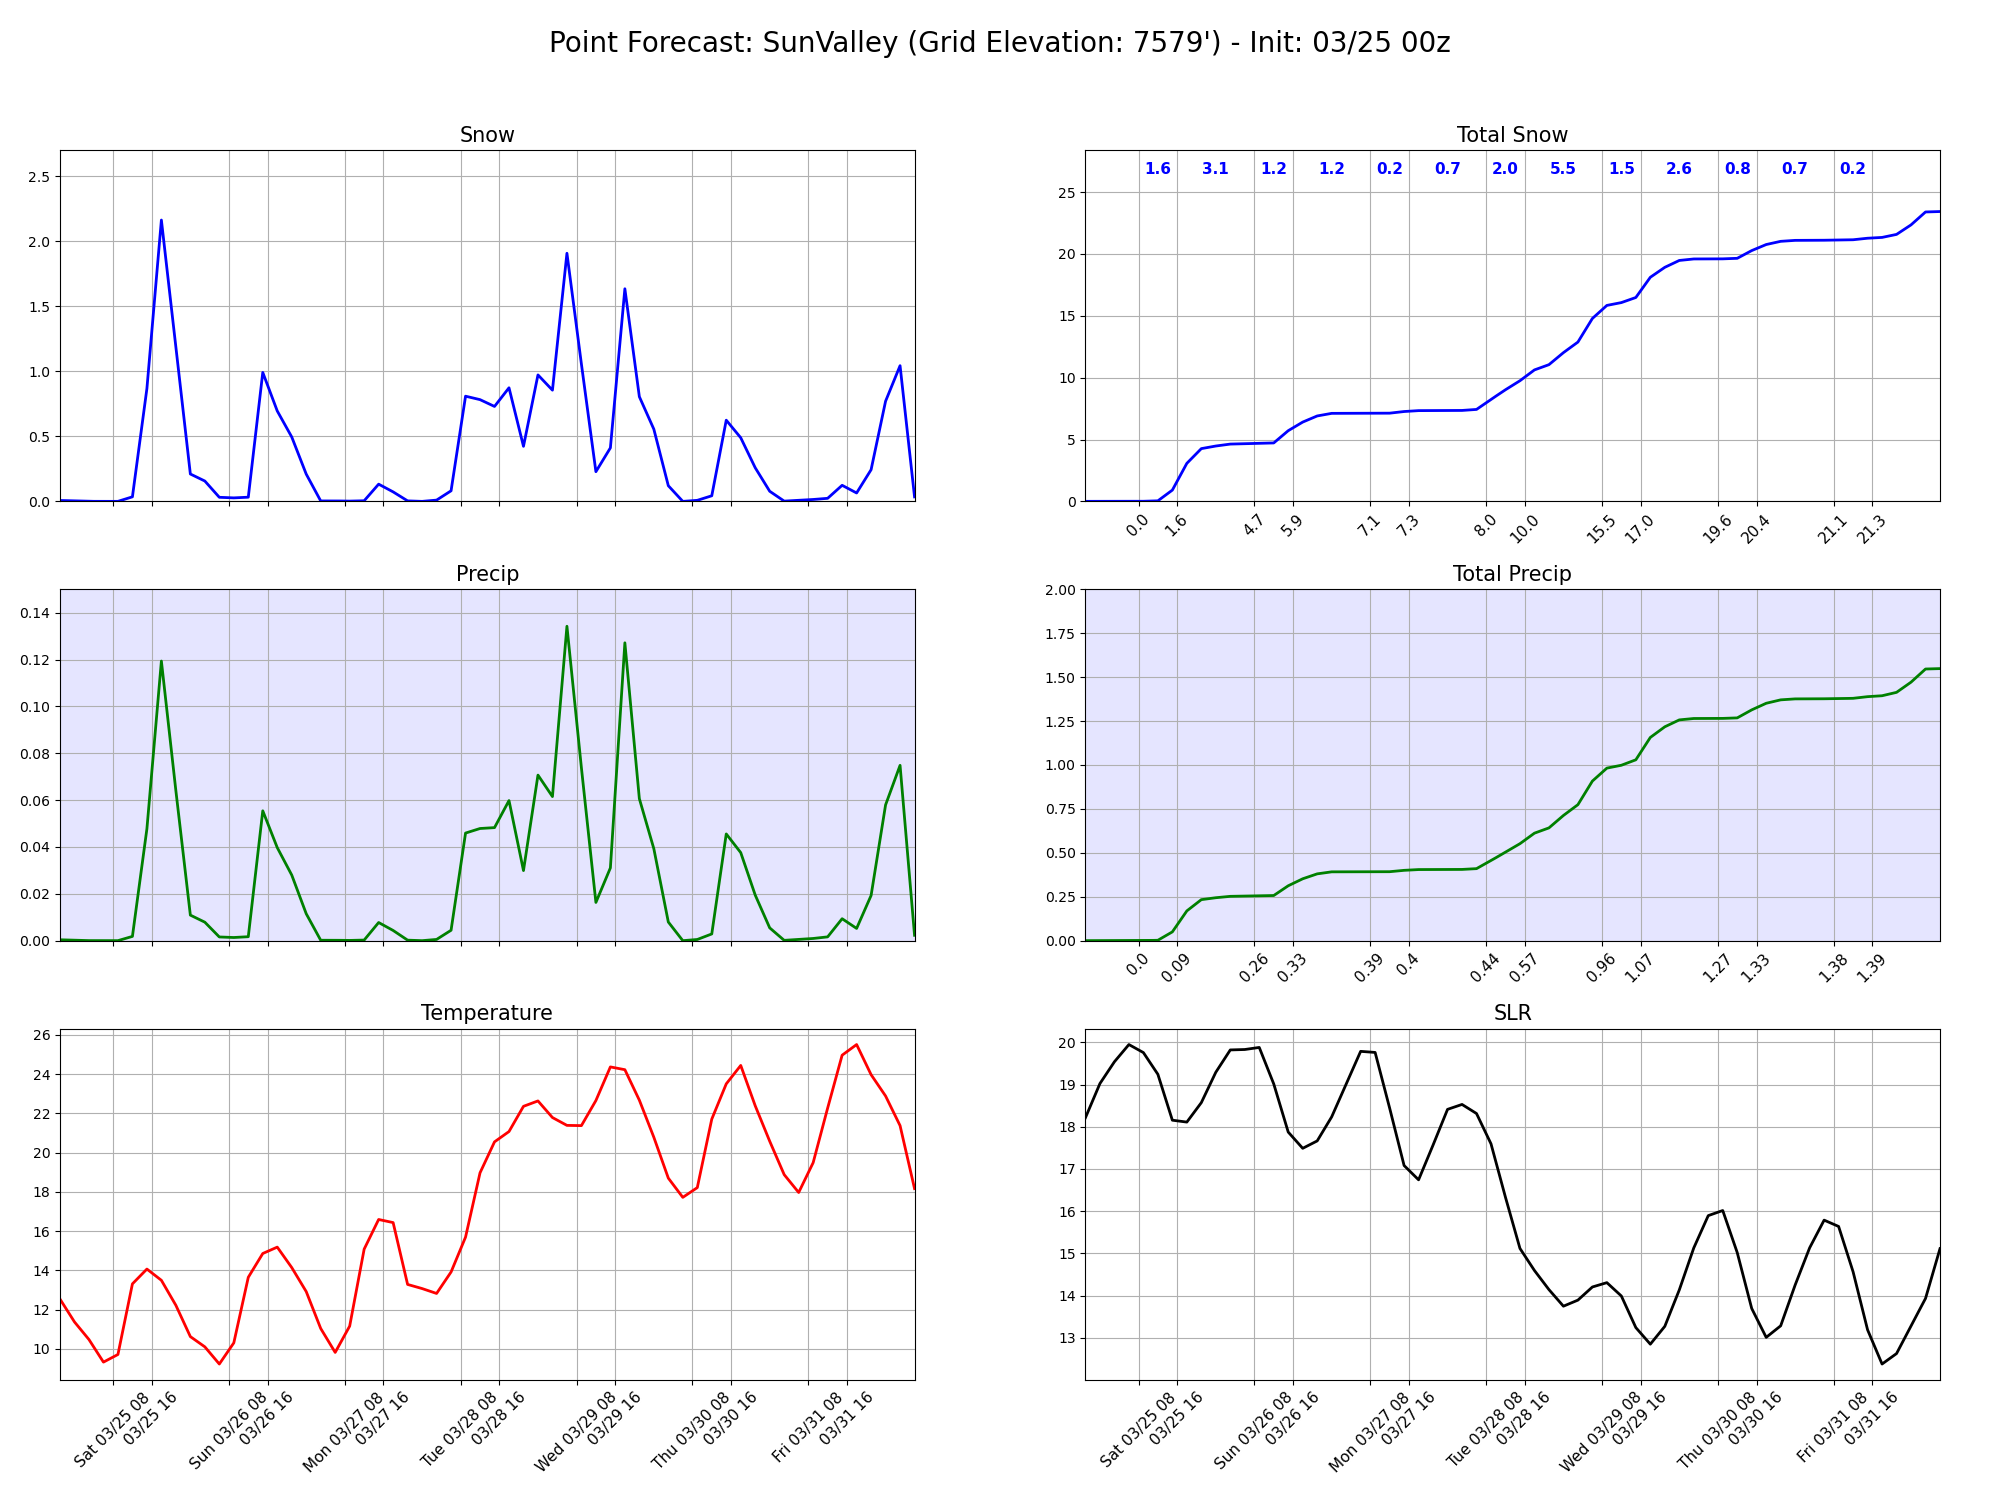 Point Forecast: SunValley (Grid Elevation: 7579') - Init: 03/25 00z
Snow
2.5
2.0
1.5
1.0
0.5
0.0
Total Snow
1.6 3.1 1.2 1.2 0.2 0.7 2.0 5.5 1.5 2.6 0.8 0.7 0.2
25
20
15
10
5
0
0.0 1.6 4.7 5.9 7.1 7.3 8.0 10.0 15.5 17.0 19.6 20.4 21.1 21.3
Precip
0.14
0.12
0.10
0.08
0.06
0.04
0.02
0.00
Total Precip
2.00
1.75
1.50
1.25
1.00
0.75
0.50
0.25
0.00
0.0 0.09 0.26 0.33 0.39 0.4 0.44 0.57 0.96 1.07 1.27 1.33 1.38 1.39
Temperature
26
24
22
20
18
16
14
12
10
Sat 03/25 08
03/25 16
Sun 03/26 08
03/26 16
Mon 03/27 08
03/27 16
Tue 03/28 08
03/28 16
Wed 03/29 08
03/29 16
Thu 03/30 08
03/30 16
Fri 03/31 08
03/31 16
SLR
20
19
18
17
16
15
14
13
Sat 03/25 08
03/25 16
Sun 03/26 08
03/26 16
Mon 03/27 08
03/27 16
Tue 03/28 08
03/28 16
Wed 03/29 08
03/29 16
Thu 03/30 08
03/30 16
Fri 03/31 08
03/31 16